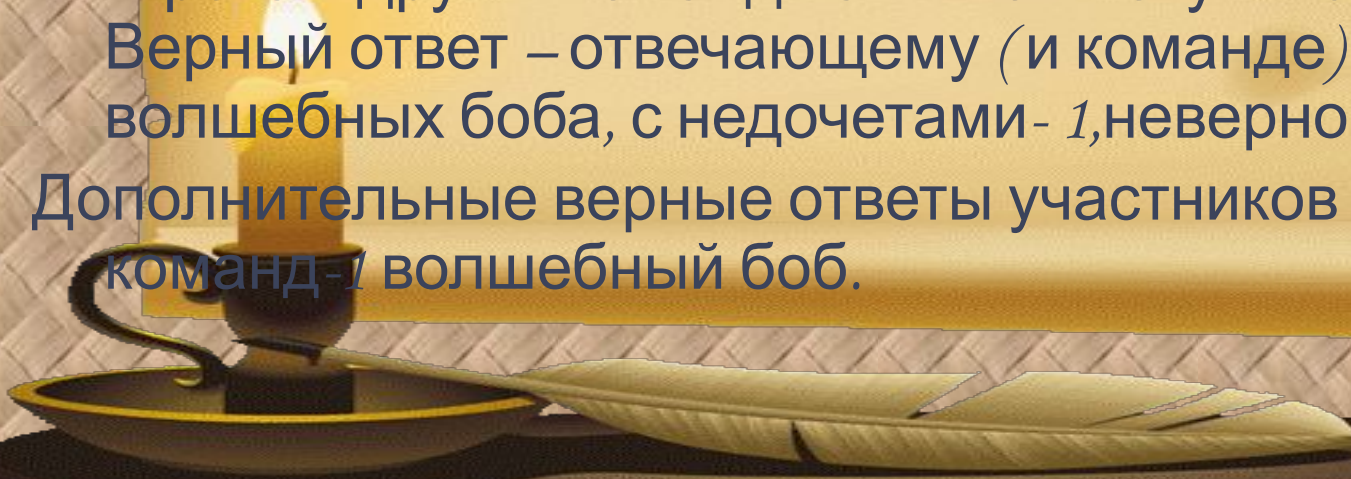 Верный ответ – отвечающему ( и команде)
волшебных боба, с недочетами- 1,неверно
Дополнительные верные ответы участников
команд-1 волшебный боб.